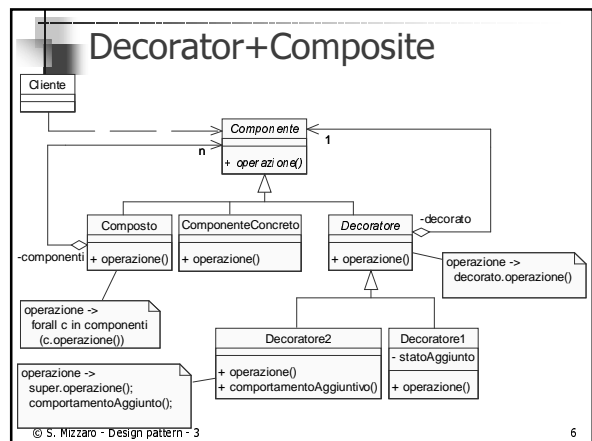 Decorator+Composite
Cliente
Componente
+ operazione()
n
1
Composto
+ operazione()
ComponenteConcreto
+ operazione()
Decoratore
+ operazione()
-decorato
-componenti
operazione ->
decorato.operazione()
operazione ->
forall c in componenti
(c.operazione())
Decoratore2
+ operazione()
+ comportamentoAggiuntivo()
Decoratore1
- statoAggiunto
+ operazione()
operazione ->
super.operazione();
comportamentoAggiunto();
© S. Mizzaro - Design pattern - 3
6